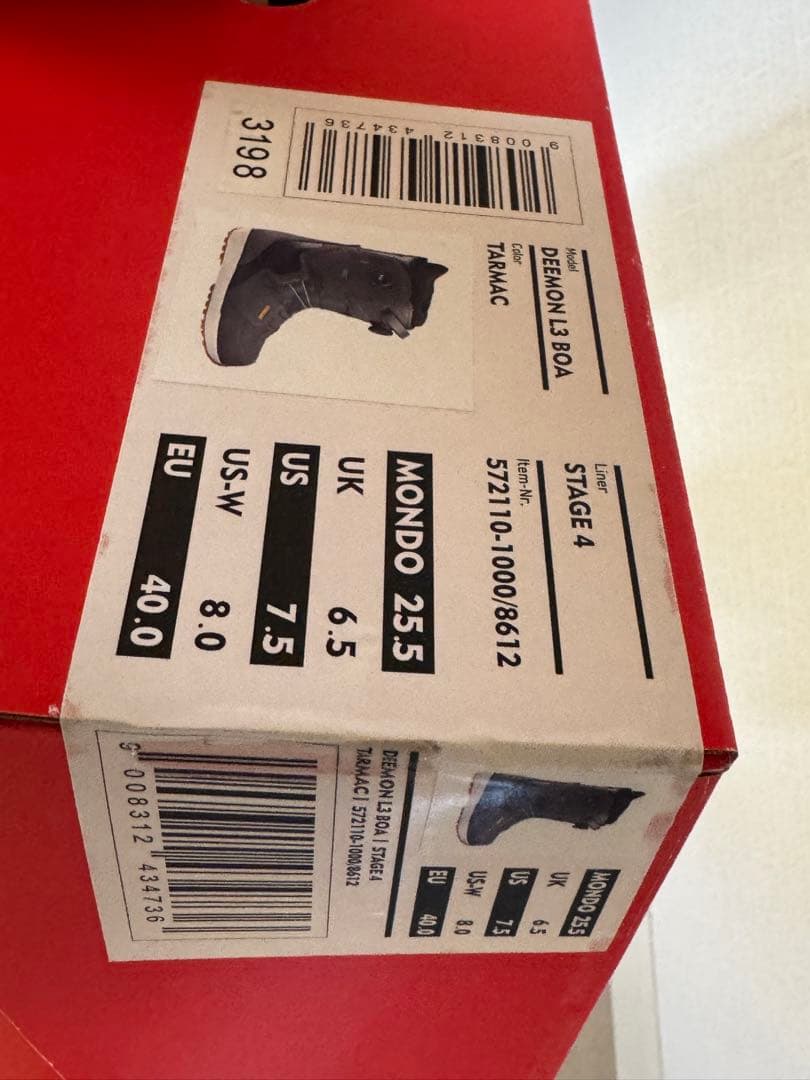 9 008312 434736
3198
Model
DEEMON L3 BOA
Color
TARMAC
Liner
STAGE 4
Item-Nr.
572110-1000/8612
MONDO 25.5
UK 6.5
US 7.5
US-W 8.0
EU 40.0
MONDO 25.5
UK 6.5
US 7.5
US-W 8.0
EU 40.0
DEEMON L3 BOA | STAGE 4
TARMAC | 572110-1000/8612
9 008312 434736